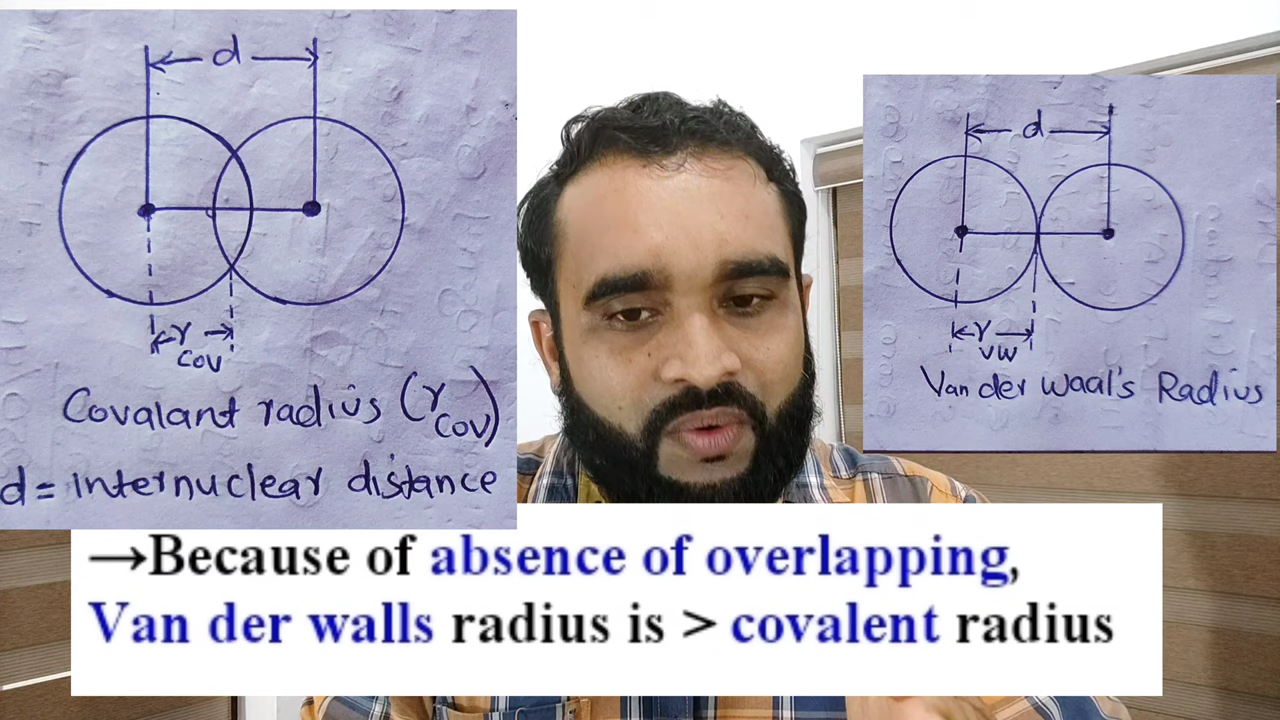 d
r
cov
Covalant radius (r cov)
d = internuclear distance
d
r
vw
Van der waal's Radius
→Because of absence of overlapping,
Van der walls radius is > covalent radius